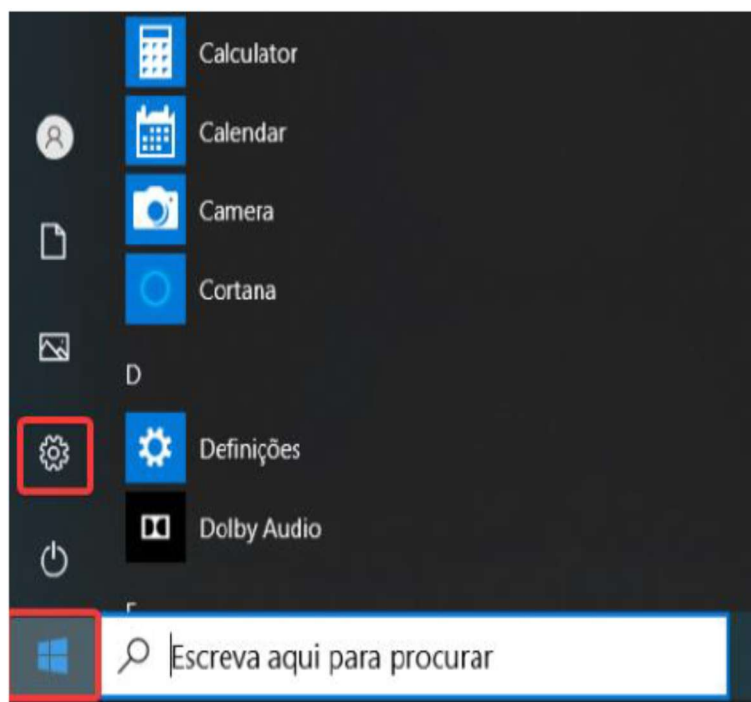 Calculator
Calendar
Camera
Cortana
D
Definições
Dolby Audio
Escreva aqui para procurar